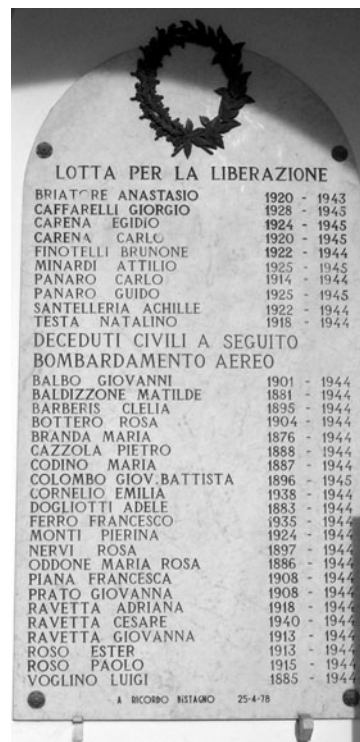 LOTTA PER LA LIBERAZIONE
BRIATORE ANASTASIO 1920 - 1943
CAFFARELLI GIORGIO 1928 - 1945
CARENA EGIDIO 1924 - 1945
CARENA CARLO 1920 - 1945
FINOTELLI BRUNONE 1922 - 1944
MINARDI ATTILIO 1925 - 1945
PANARO CARLO 1914 - 1944
PANARO GUIDO 1925 - 1945
SANTELLERIA ACHILLE 1922 - 1944
TESTA NATALINO 1918 - 1944
DECEDUTI CIVILI A SEGUITO
BOMBARDAMENTO AEREO
BALBO GIOVANNI 1901 - 1944
BALDIZZONE MATILDE 1881 - 1944
BARBERIS CLELIA 1895 - 1944
BOTTERO ROSA 1904 - 1944
BRANDA MARIA 1876 - 1944
CAZZOLA PIETRO 1888 - 1944
CODINO MARIA 1887 - 1944
COLOMBO GIOV.BATTISTA 1896 - 1945
CORNELIO EMILIA 1938 - 1944
DOGLIOTTI ADELE 1883 - 1944
FERRO FRANCESCO 1935 - 1944
MONTI PIERINA 1924 - 1944
NERVI ROSA 1897 - 1944
ODDONE MARIA ROSA 1886 - 1944
PIANA FRANCESCA 1908 - 1944
PRATO GIOVANNA 1908 - 1944
RAVETTA ADRIANA 1918 - 1944
RAVETTA CESARE 1940 - 1944
RAVETTA GIOVANNA 1913 - 1944
ROSO ESTER 1913 - 1944
ROSO PAOLO 1915 - 1944
VOGLINO LUIGI 1885 - 1944
A RICORDO BISTAGNO 25-4-78